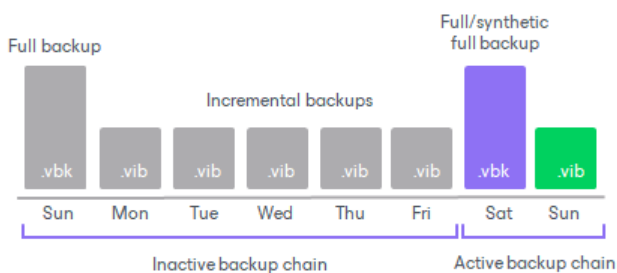 Full/synthetic
full backup
Full backup
Incremental backups
.vbk .vib .vib .vib .vib .vib .vbk .vib
Sun Mon Tue Wed Thu Fri Sat Sun
Inactive backup chain Active backup chain